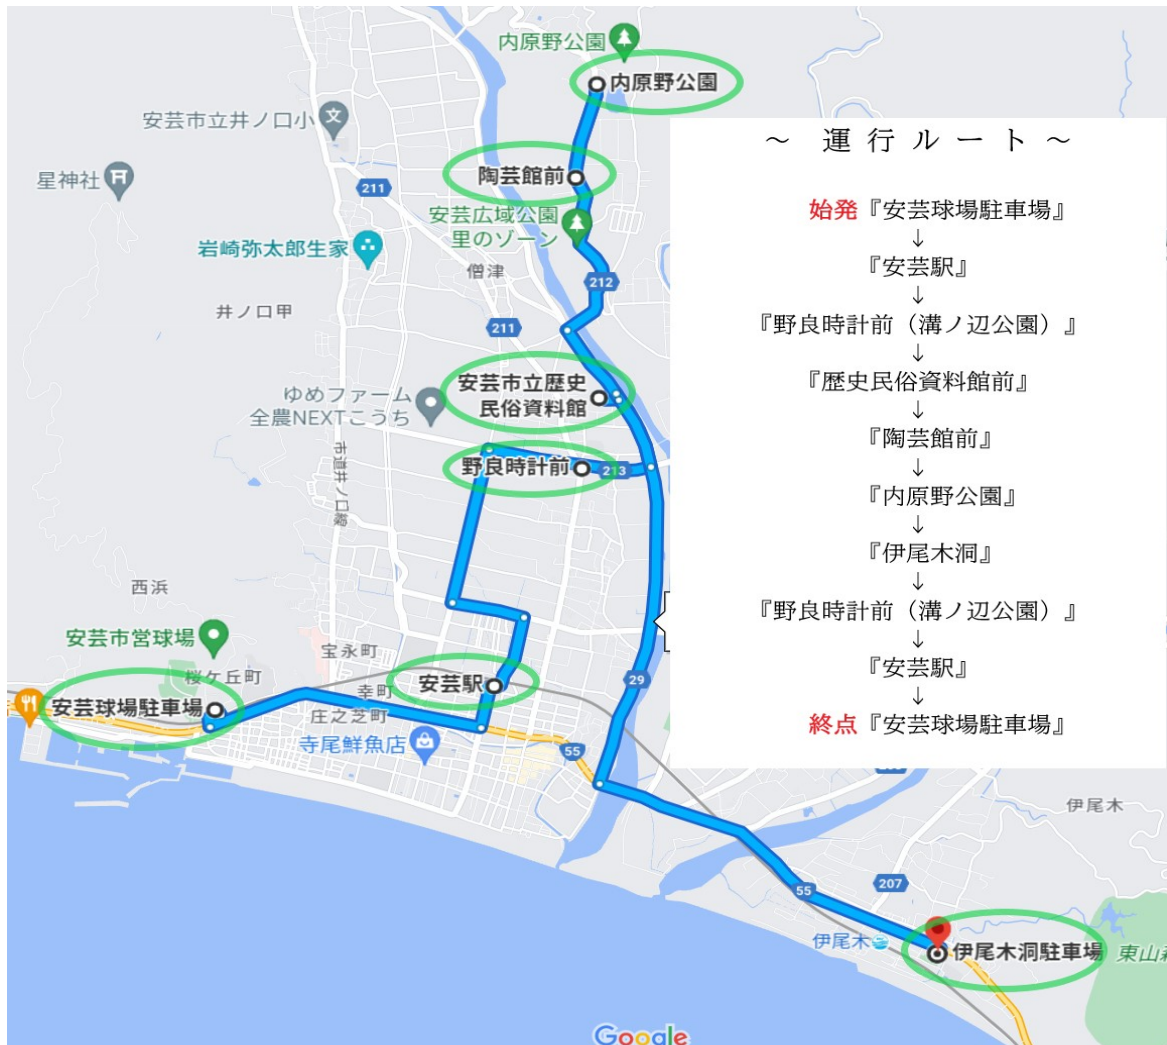 内原野公園
内原野公園
安芸市立井ノ口小
陶芸館前
星神社
211
安芸広域公園
里のゾーン
岩崎弥太郎生家
僧津
212
井ノ口甲
211
ゆめファーム
全農NEXTこうち
安芸市立歴史
民俗資料館
市道井ノ口線
野良時計前
213
西浜
安芸市営球場
桜ケ丘町
宝永町
幸町
安芸駅
29
安芸球場駐車場
庄之芝町
寺尾鮮魚店
55
伊尾木
207
55
伊尾木
伊尾木洞駐車場
東山森
Google
~ 運行ルート ~
始発『安芸球場駐車場』
↓
『安芸駅』
↓
『野良時計前（溝ノ辺公園）』
↓
『歴史民俗資料館前』
↓
『陶芸館前』
↓
『内原野公園』
↓
『伊尾木洞』
↓
『野良時計前（溝ノ辺公園）』
↓
『安芸駅』
↓
終点『安芸球場駐車場』